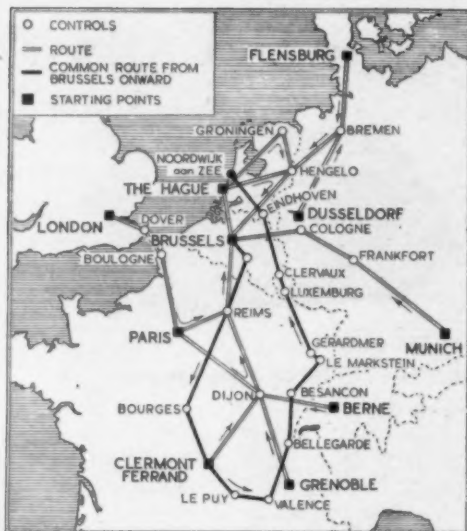 CONTROLS
ROUTE
COMMON ROUTE FROM
BRUSSELS ONWARD
STARTING POINTS
FLENSBURG
GRONINGEN
BREMEN
NOORDWIJK
aan ZEE
HENGELO
THE HAGUE
EINDHOVEN
LONDON
DOVER
DUSSELDORF
BRUSSELS
COLOGNE
BOULOGNE
FRANKFORT
CLERVAUX
LUXEMBURG
REIMS
PARIS
GERARDMER
MUNICH
LE MARKSTEIN
BESANCON
DIJON
BERNE
BOURGES
BELLEGARDE
CLERMONT
FERRAND
GRENOBLE
LE PUY
VALENCE